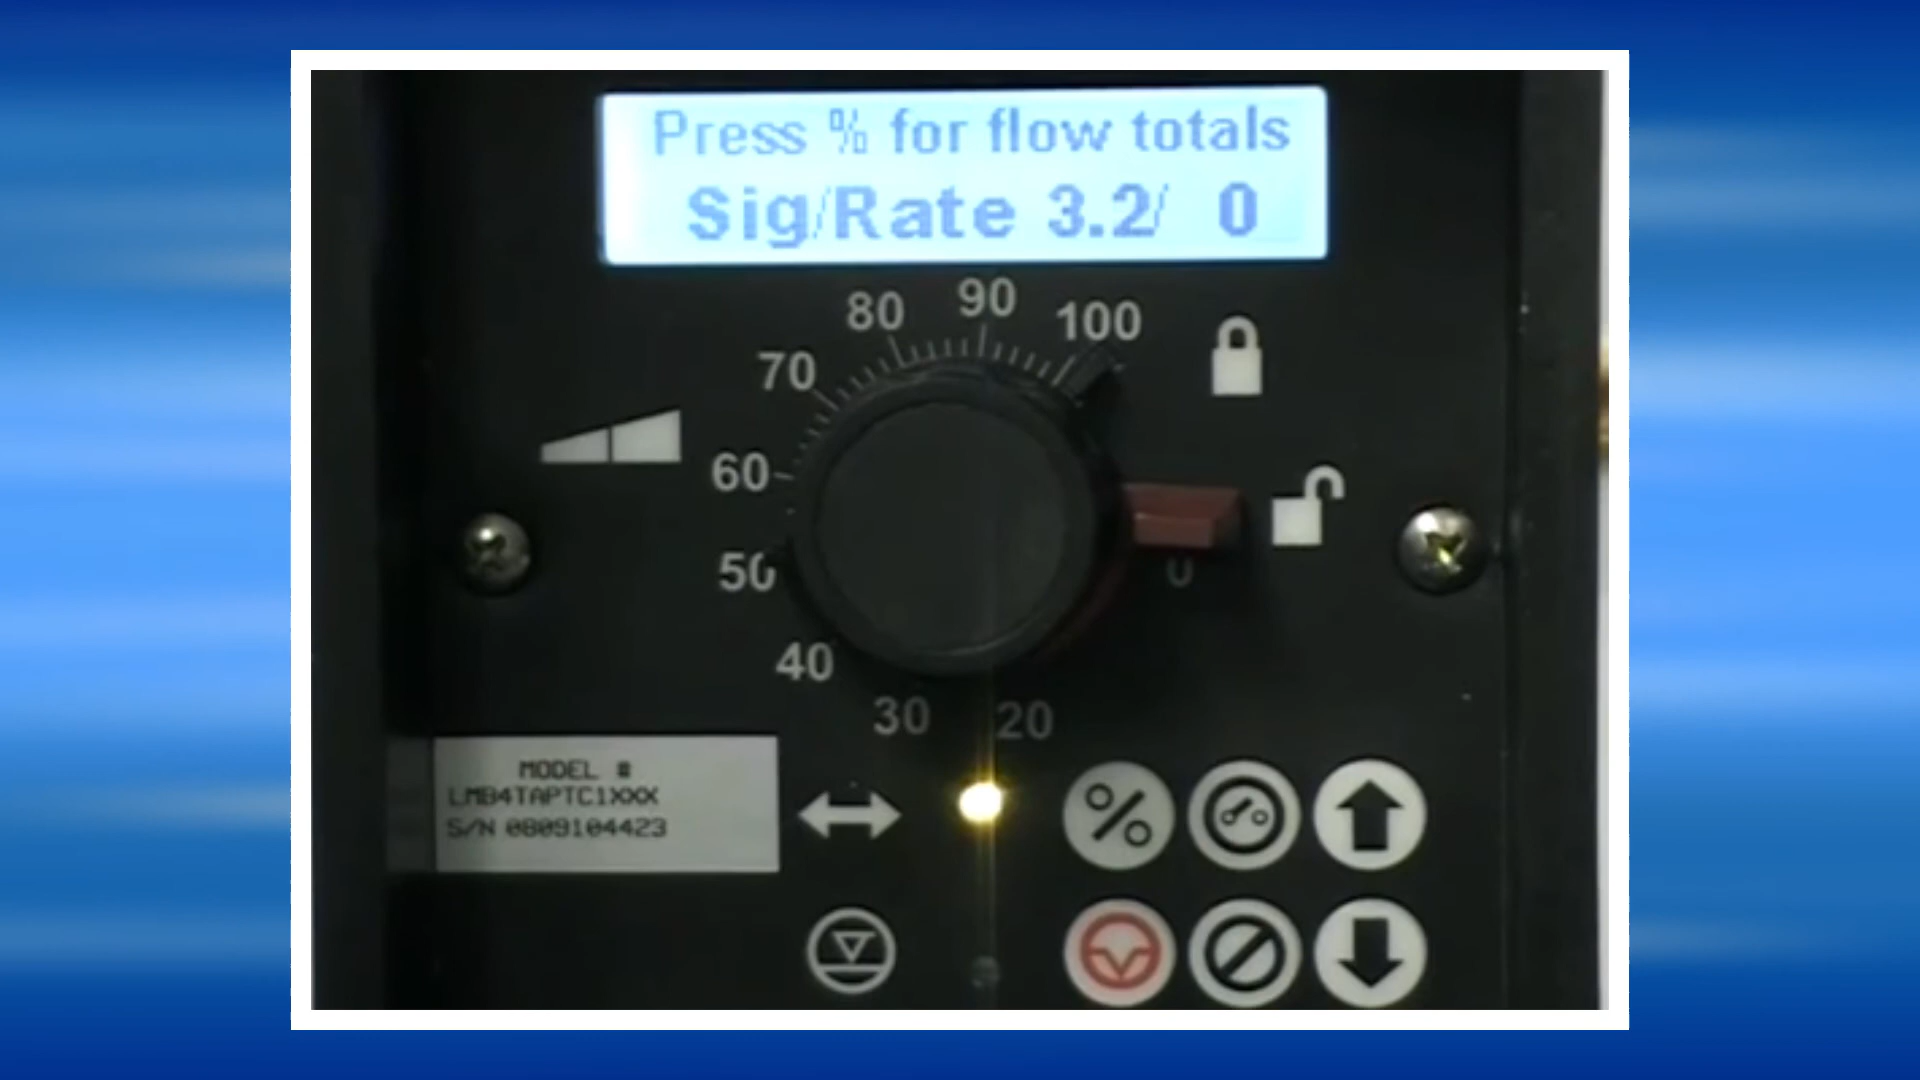 Press % for flow totals
Sig/Rate 3.2/ 0
80 90 100
70
60
50
0
40
30 20
MODEL #
LMB4TAPTC1XXX
S/N 0809104423
%